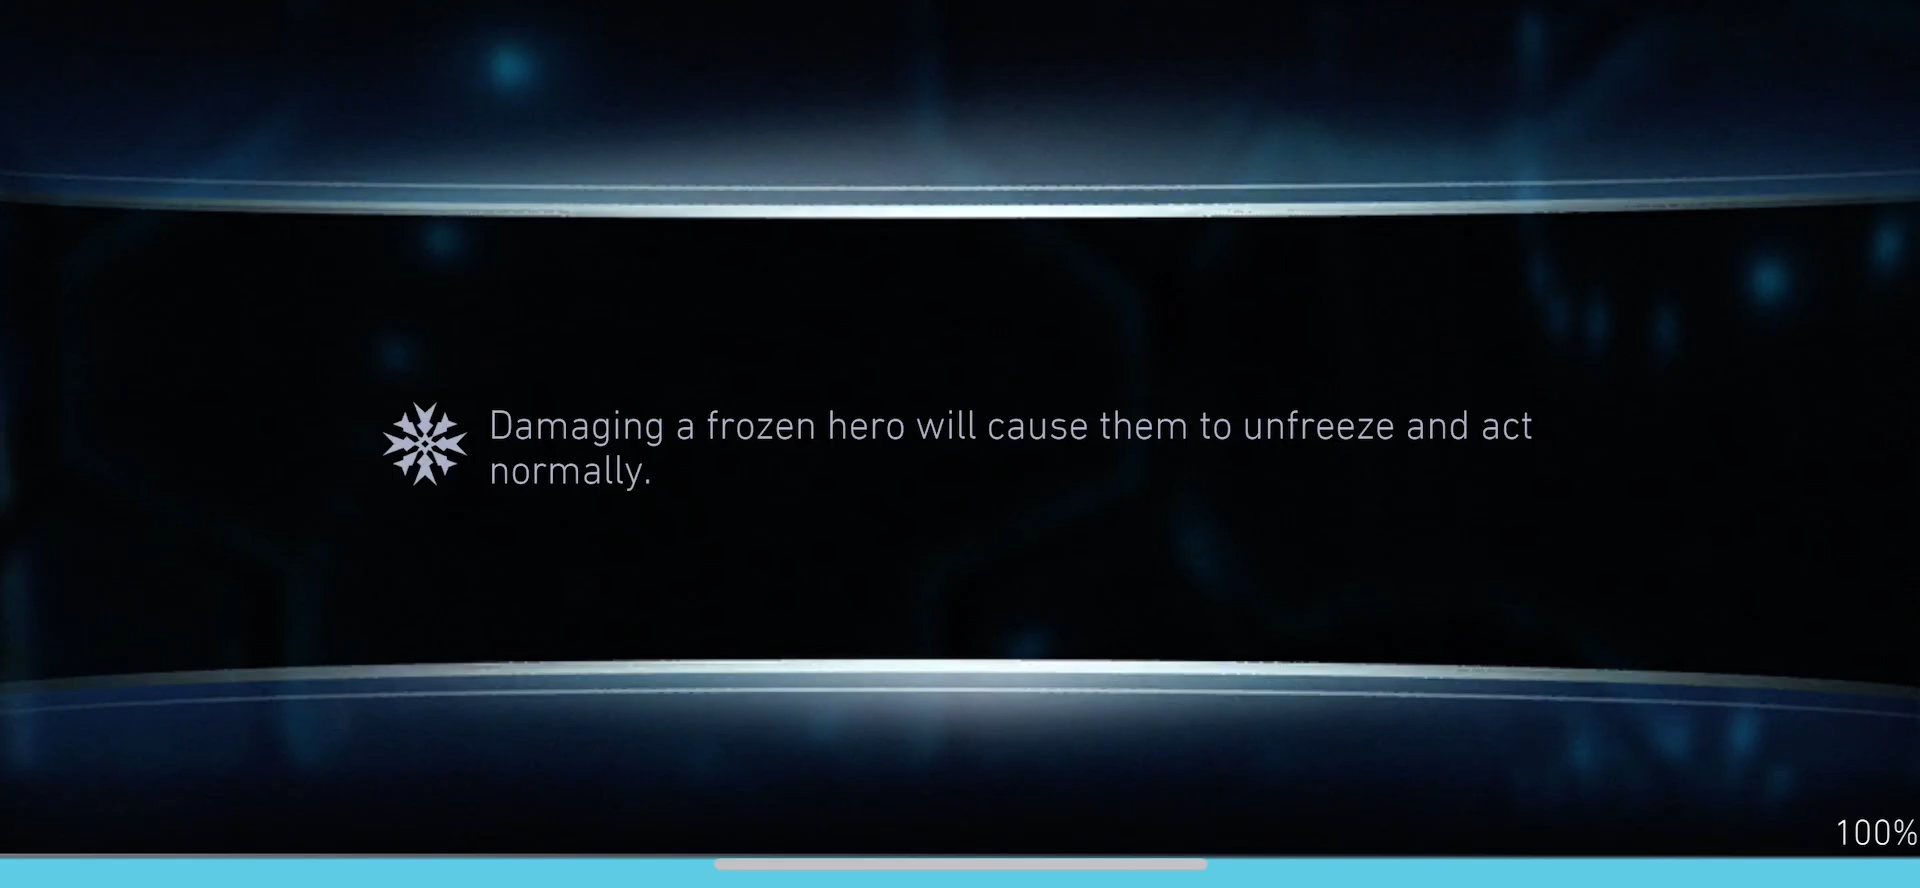 Damaging a frozen hero will cause them to unfreeze and act
normally.
100%